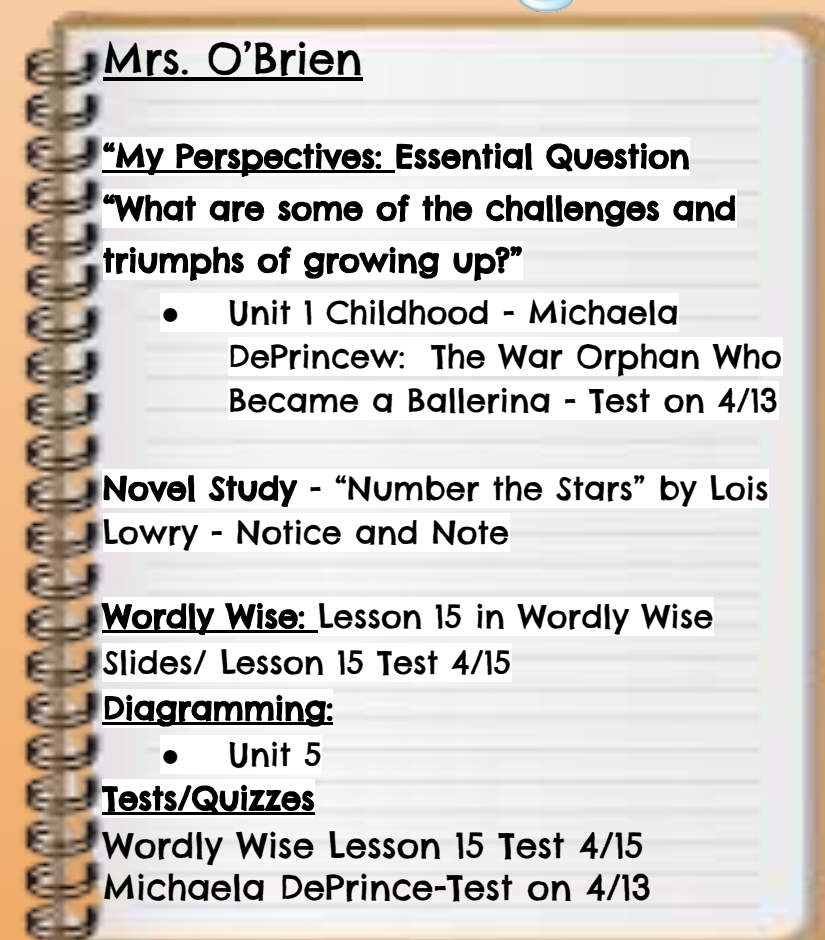 Mrs. O’Brien
“My Perspectives: Essential Question
“What are some of the challenges and
triumphs of growing up?”
● Unit 1 Childhood - Michaela
DePrincew: The War Orphan Who
Became a Ballerina - Test on 4/13
Novel Study - “Number the Stars” by Lois
Lowry - Notice and Note
Wordly Wise: Lesson 15 in Wordly Wise
Slides/ Lesson 15 Test 4/15
Diagramming:
● Unit 5
Tests/Quizzes
Wordly Wise Lesson 15 Test 4/15
Michaela DePrince-Test on 4/13